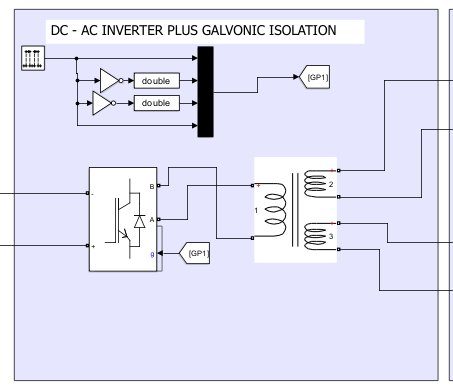 DC - AC INVERTER PLUS GALVONIC ISOLATION
[GP1]
double
double
B
-
+
2
A
1
+
3
+
g
[GP1]